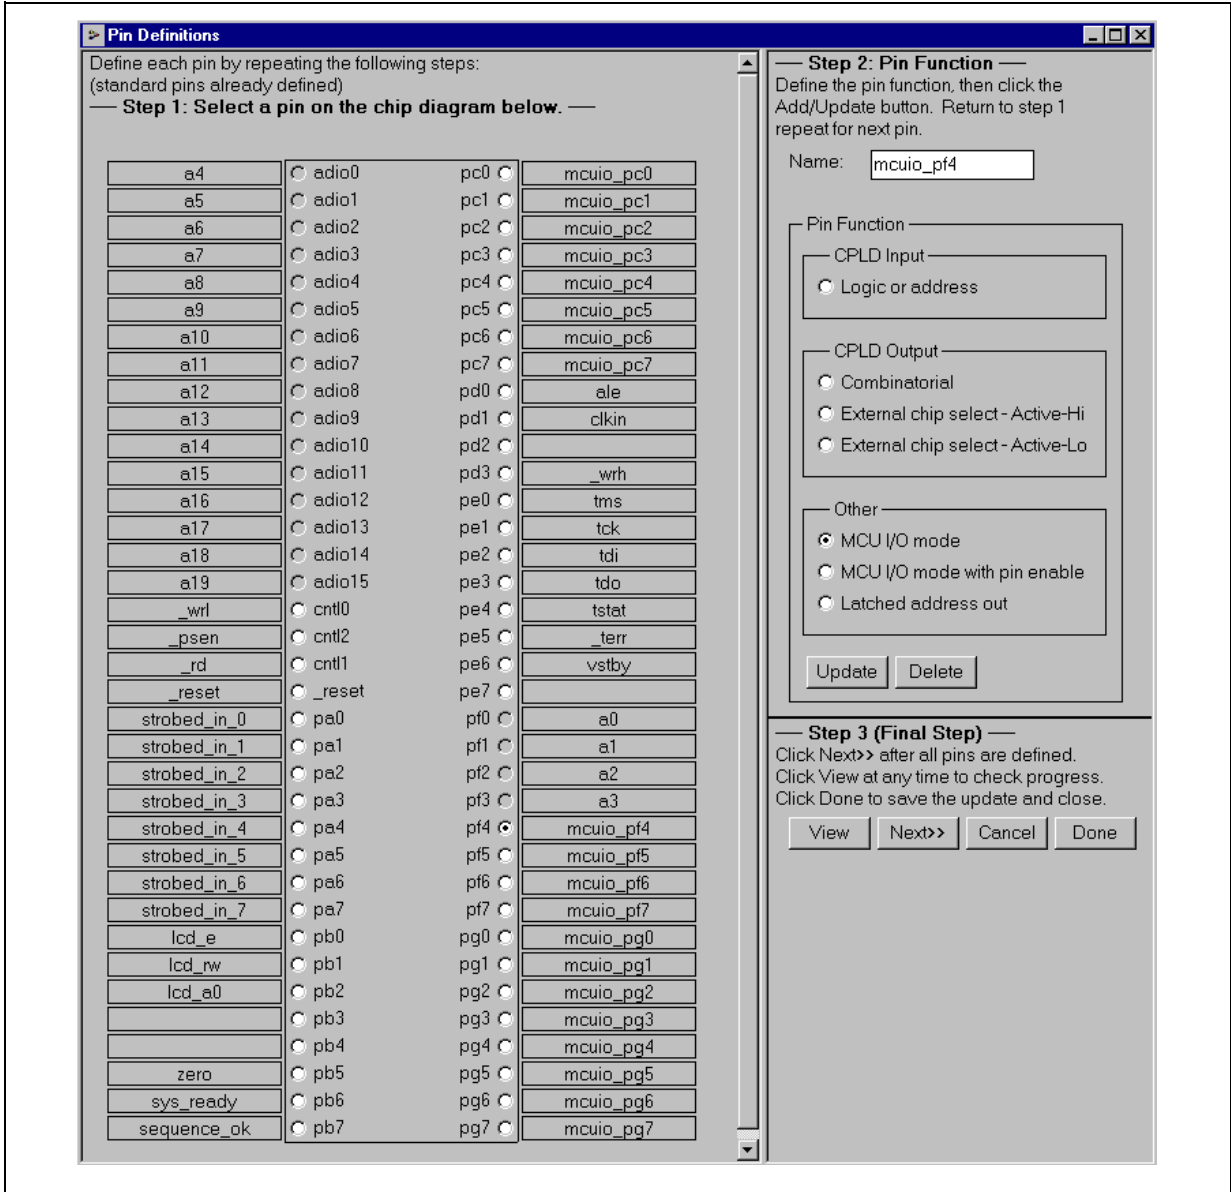 Pin Definitions
Define each pin by repeating the following steps:
(standard pins already defined)
Step 1: Select a pin on the chip diagram below.
a4 adio0 pc0 mcuio_pc0
a5 adio1 pc1 mcuio_pc1
a6 adio2 pc2 mcuio_pc2
a7 adio3 pc3 mcuio_pc3
a8 adio4 pc4 mcuio_pc4
a9 adio5 pc5 mcuio_pc5
a10 adio6 pc6 mcuio_pc6
a11 adio7 pc7 mcuio_pc7
a12 adio8 pd0 ale
a13 adio9 pd1 clkin
a14 adio10 pd2
a15 adio11 pd3 _wrh
a16 adio12 pe0 tms
a17 adio13 pe1 tck
a18 adio14 pe2 tdi
a19 adio15 pe3 tdo
_wrl cntl0 pe4 tstat
_psen cntl2 pe5 _terr
_rd cntl1 pe6 vstby
_reset _reset pe7
strobed_in_0 pa0 pf0 a0
strobed_in_1 pa1 pf1 a1
strobed_in_2 pa2 pf2 a2
strobed_in_3 pa3 pf3 a3
strobed_in_4 pa4 pf4 mcuio_pf4
strobed_in_5 pa5 pf5 mcuio_pf5
strobed_in_6 pa6 pf6 mcuio_pf6
strobed_in_7 pa7 pf7 mcuio_pf7
lcd_e pb0 pg0 mcuio_pg0
lcd_rw pb1 pg1 mcuio_pg1
lcd_a0 pb2 pg2 mcuio_pg2
pb3 pg3 mcuio_pg3
pb4 pg4 mcuio_pg4
zero pb5 pg5 mcuio_pg5
sys_ready pb6 pg6 mcuio_pg6
sequence_ok pb7 pg7 mcuio_pg7
Step 2: Pin Function
Define the pin function, then click the
Add/Update button. Return to step 1
repeat for next pin.
Name: mcuio_pf4
Pin Function
CPLD Input
Logic or address
CPLD Output
Combinatorial
External chip select - Active-Hi
External chip select - Active-Lo
Other
MCU I/O mode
MCU I/O mode with pin enable
Latched address out
Update Delete
Step 3 (Final Step)
Click Next>> after all pins are defined.
Click View at any time to check progress.
Click Done to save the update and close.
View Next>> Cancel Done